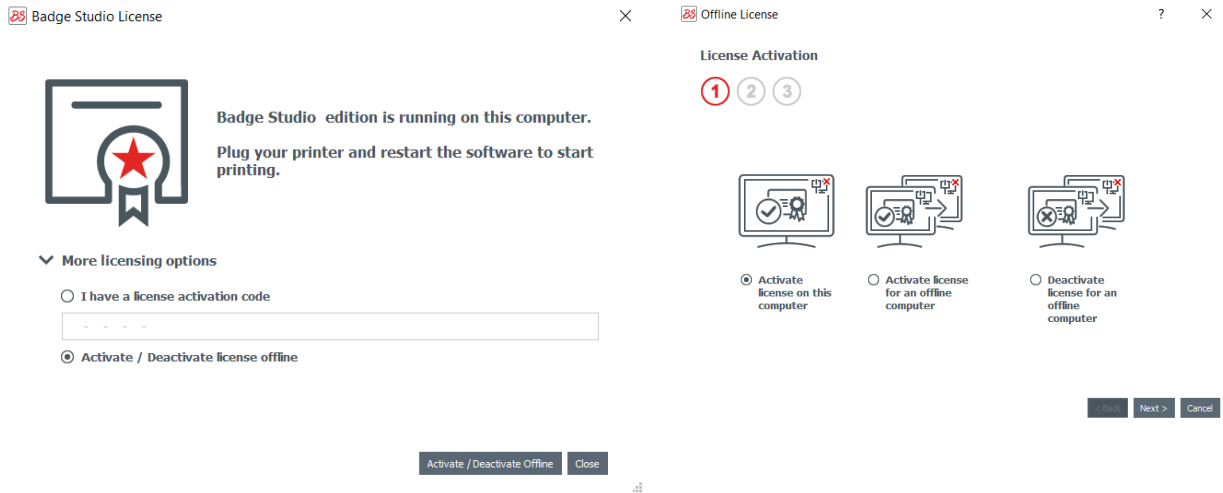 BS Badge Studio License
Badge Studio edition is running on this computer.
Plug your printer and restart the software to start
printing.
More licensing options
I have a license activation code
- - - -
Activate / Deactivate license offline
Activate / Deactivate Offline
Close
BS Offline License
?
License Activation
1 2 3
Activate
license on this
computer
Activate license
for an offline
computer
Deactivate
license for an
offline
computer
< Back
Next >
Cancel